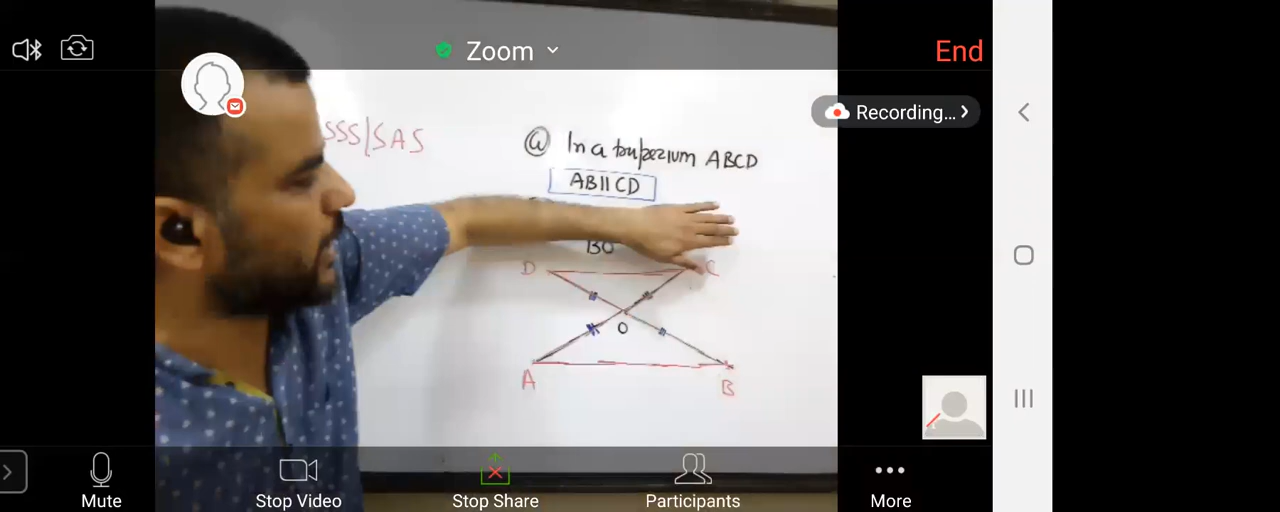 Zoom
End
Recording...
SSS|SAS
Q In a trapezium ABCD
AB || CD
BO
D
C
O
A
B
Mute
Stop Video
Stop Share
Participants
More